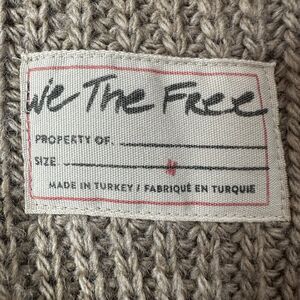 We The Free
PROPERTY OF:
SIZE
MADE IN TURKEY / FABRIQUÉ EN TURQUIE